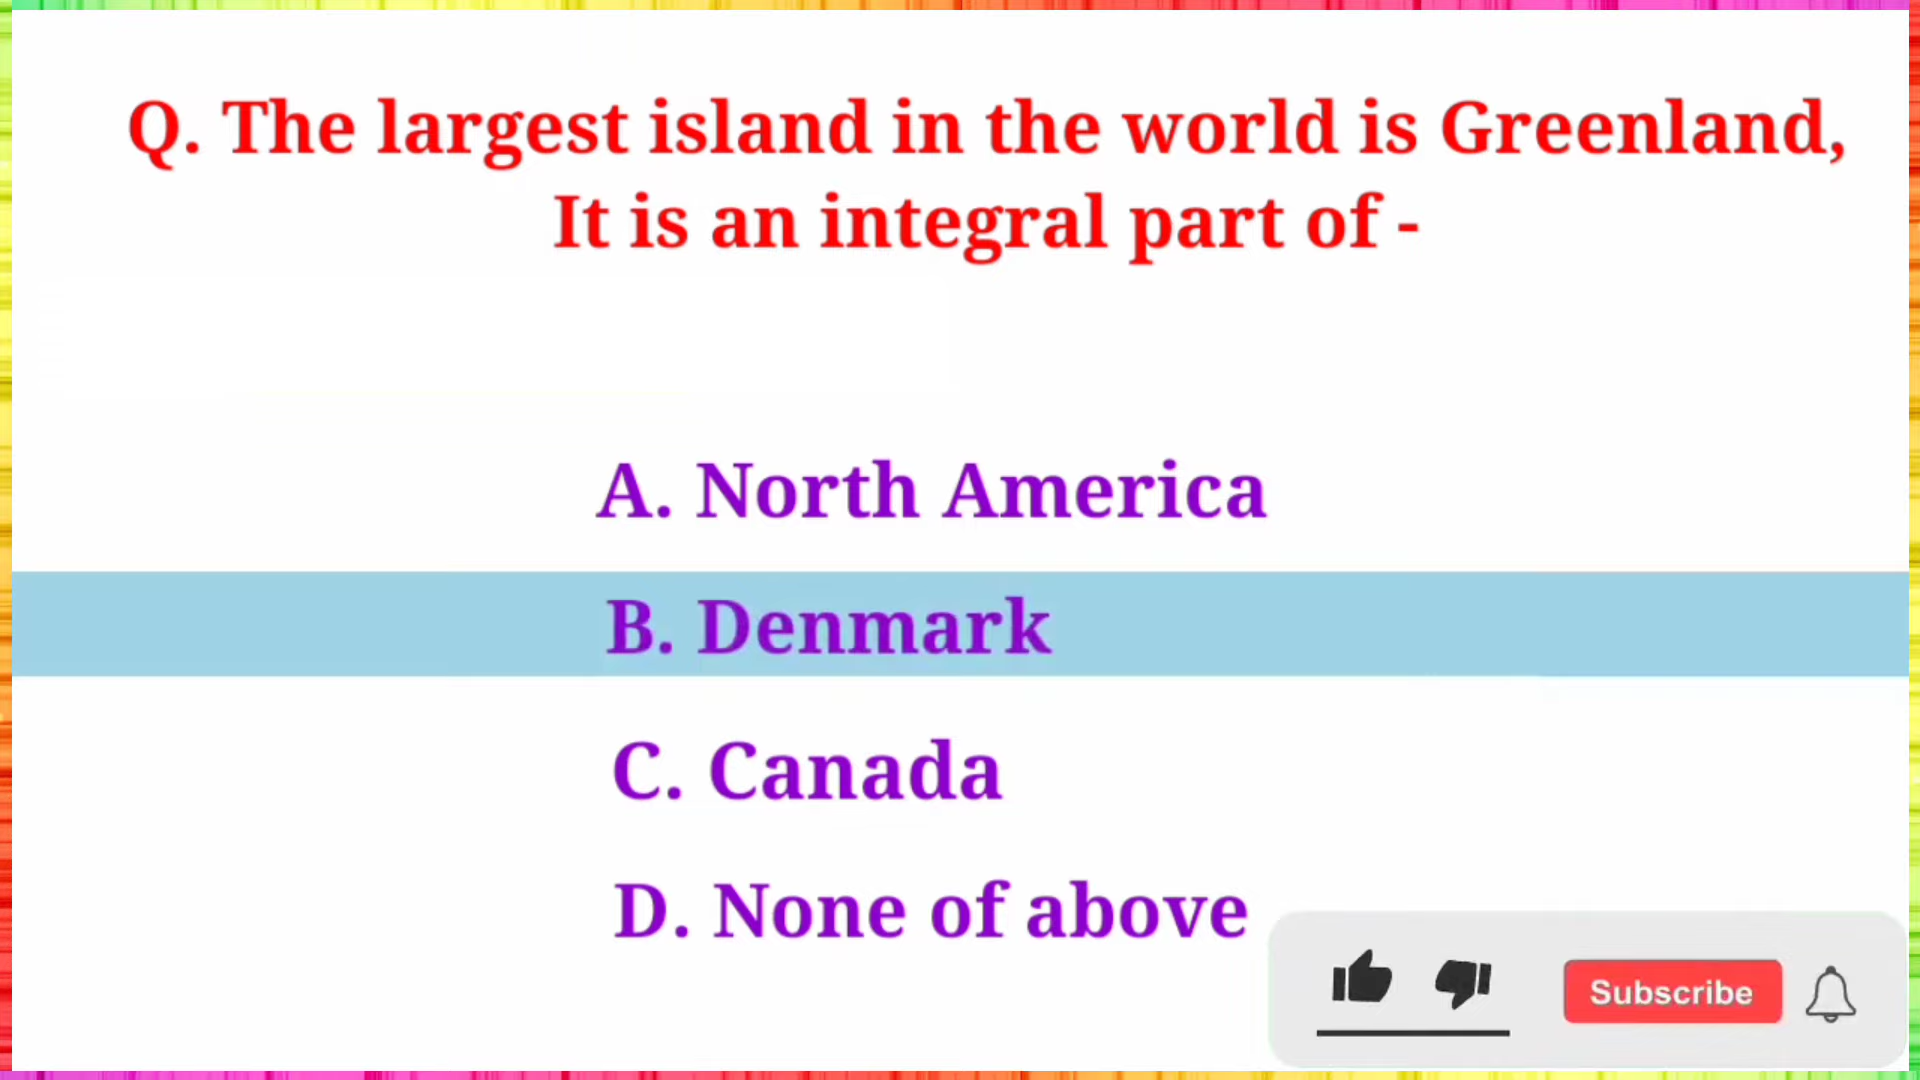 Q. The largest island in the world is Greenland,
It is an integral part of -
A. North America
B. Denmark
C. Canada
D. None of above
Subscribe